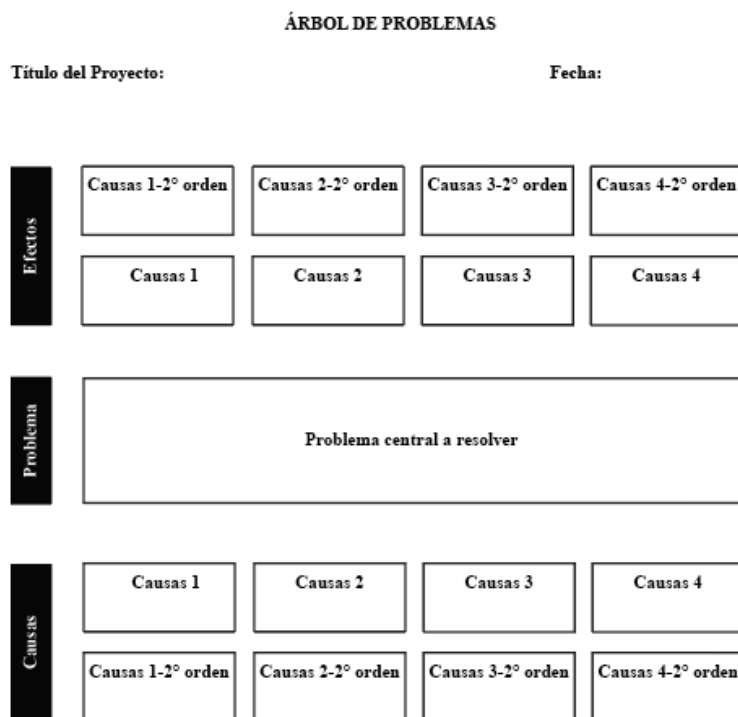 ÁRBOL DE PROBLEMAS
Título del Proyecto: Fecha:
Efectos
Causas 1-2° orden Causas 2-2° orden Causas 3-2° orden Causas 4-2° orden
Causas 1 Causas 2 Causas 3 Causas 4
Problema
Problema central a resolver
Causas
Causas 1 Causas 2 Causas 3 Causas 4
Causas 1-2° orden Causas 2-2° orden Causas 3-2° orden Causas 4-2° orden